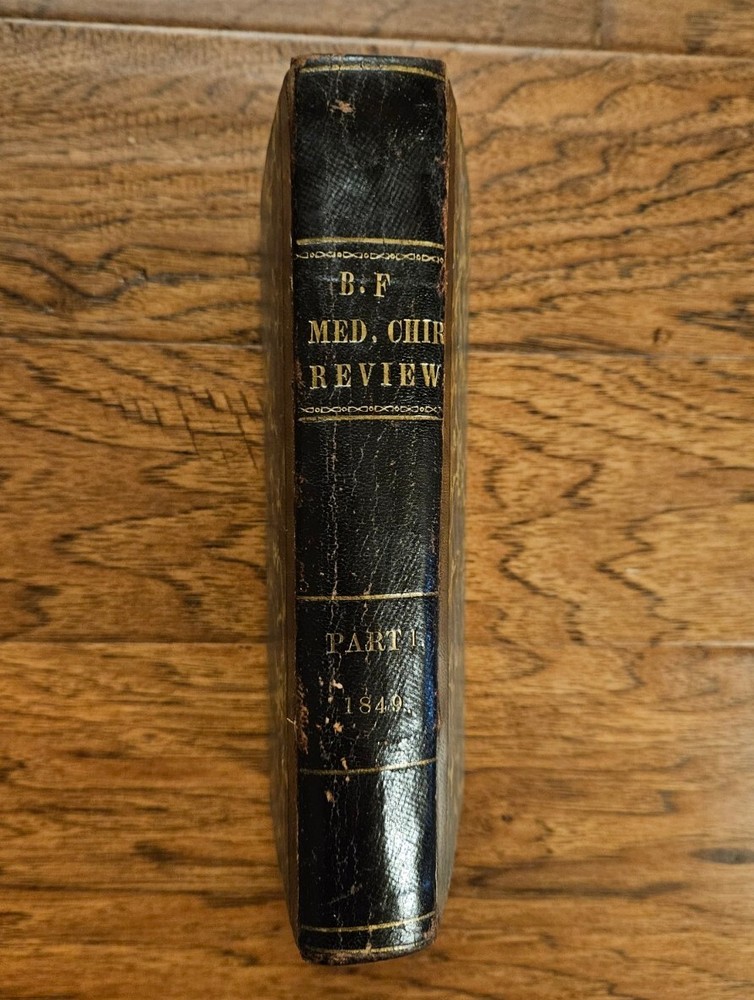 B. F
MED. CHIR
REVIEW
PART 1.
1849.